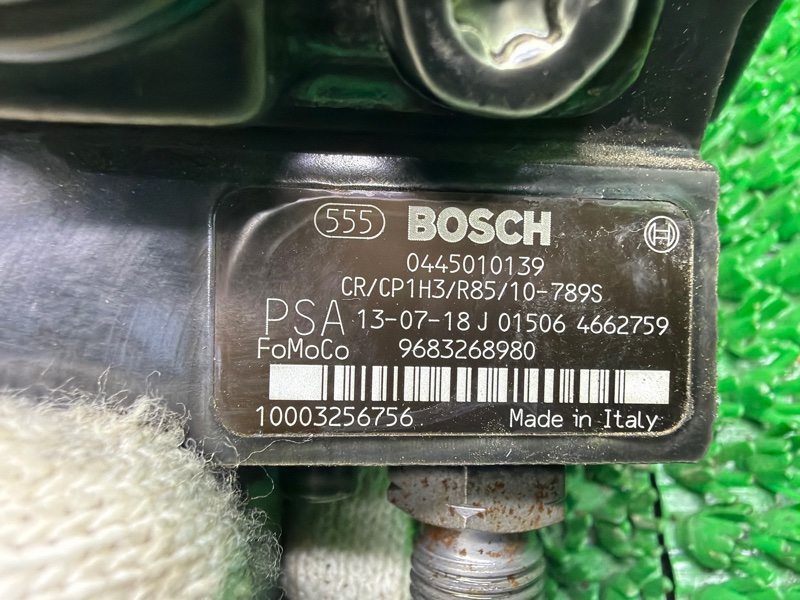 555 BOSCH
0445010139
CR/CP1H3/R85/10-789S
PSA 13-07-18 J 01506 4662759
FoMoCo 9683268980
10003256756 Made in Italy